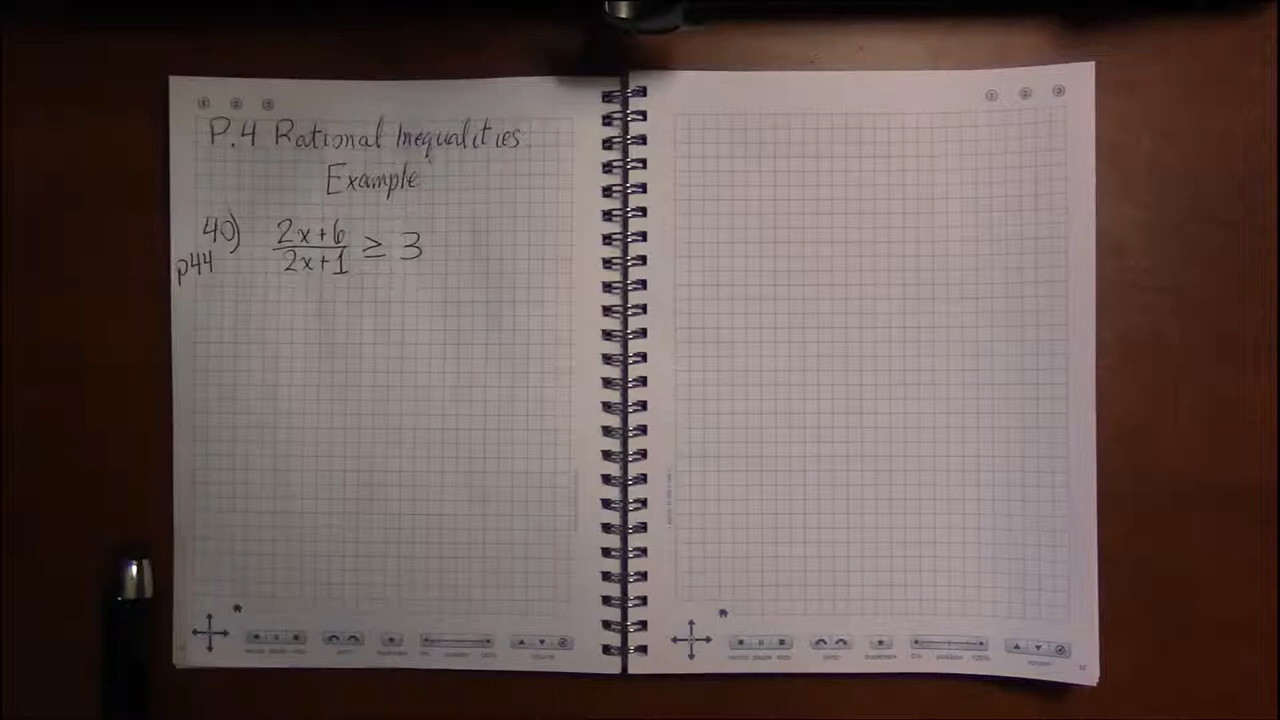 P.4 Rational Inequalities
Example
40) 2x+6
p44 2x+1 ≥ 3